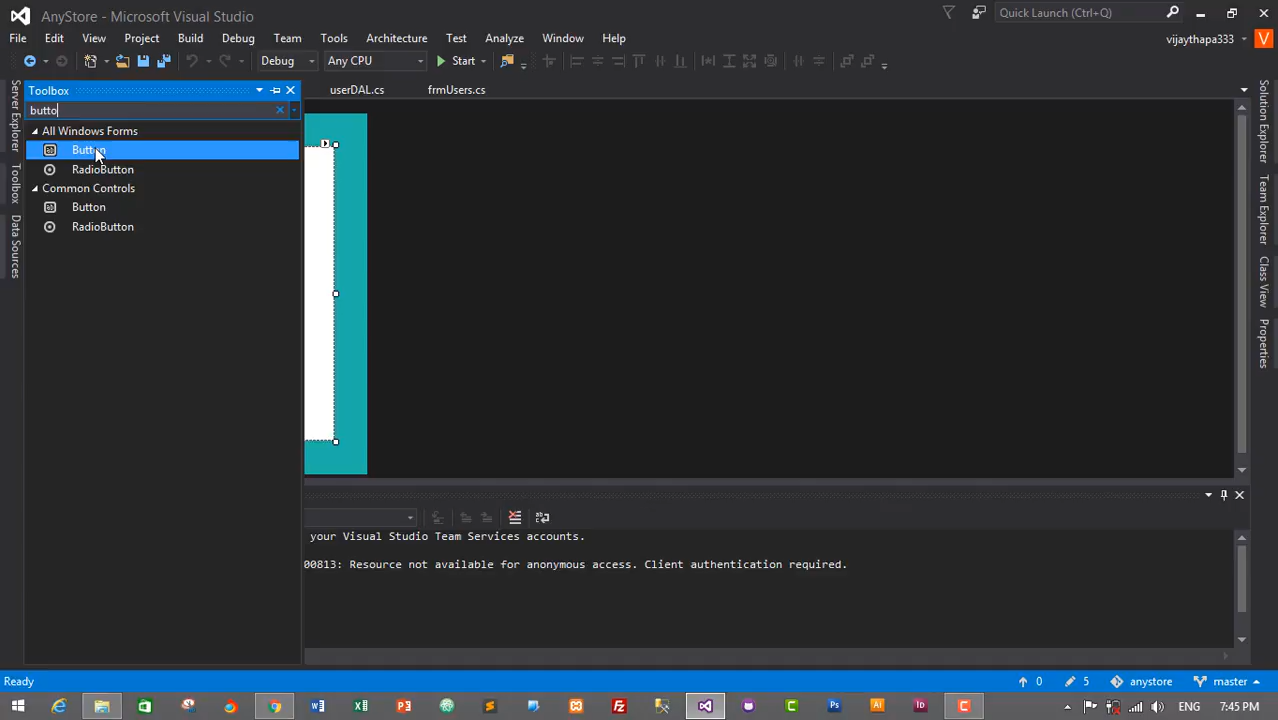 AnyStore - Microsoft Visual Studio
Quick Launch (Ctrl+Q)
File Edit View Project Build Debug Team Tools Architecture Test Analyze Window Help
vijaythapa333
V
Debug
Any CPU
Start
Server Explorer
Toolbox
Data Sources
Toolbox
butto
All Windows Forms
Button
RadioButton
Common Controls
Button
RadioButton
userDAL.cs
frmUsers.cs
Solution Explorer
Team Explorer
Class View
Properties
your Visual Studio Team Services accounts.
00813: Resource not available for anonymous access. Client authentication required.
Ready
0
5
anystore
master
ENG
7:45 PM